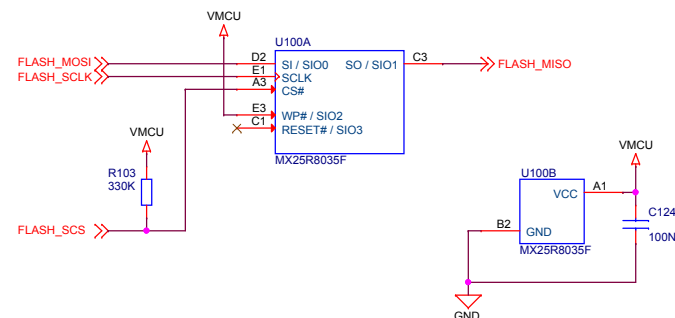 VMCU
U100A
FLASH_MOSI
D2
SI / SIO0
SO / SIO1
C3
FLASH_MISO
FLASH_SCLK
E1
SCLK
A3
CS#
E3
WP# / SIO2
C1
RESET# / SIO3
MX25R8035F
VMCU
R103
330K
FLASH_SCS
VMCU
U100B
VCC
A1
C124
100N
B2
GND
MX25R8035F
GND